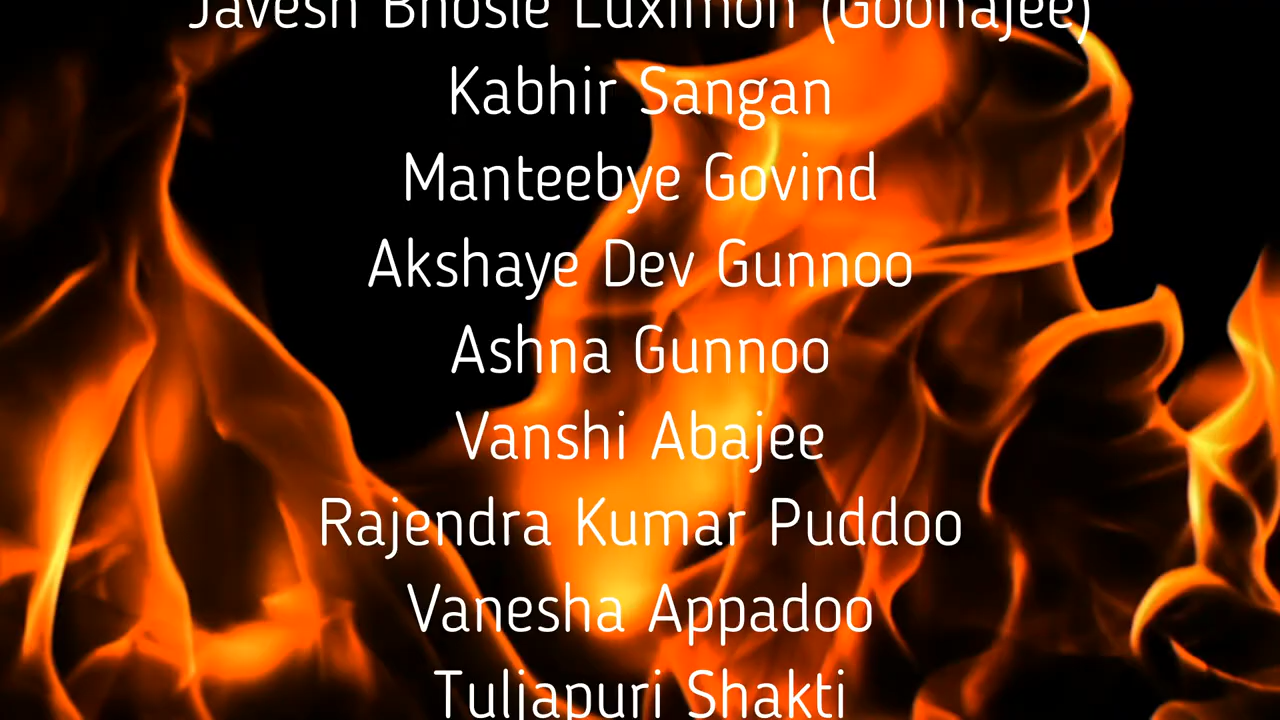 Javesh Bhosle Luximon (Goonajee)
Kabhir Sangan
Manteebye Govind
Akshaye Dev Gunnoo
Ashna Gunnoo
Vanshi Abajee
Rajendra Kumar Puddoo
Vanesha Appadoo
Tuljapuri Shakti